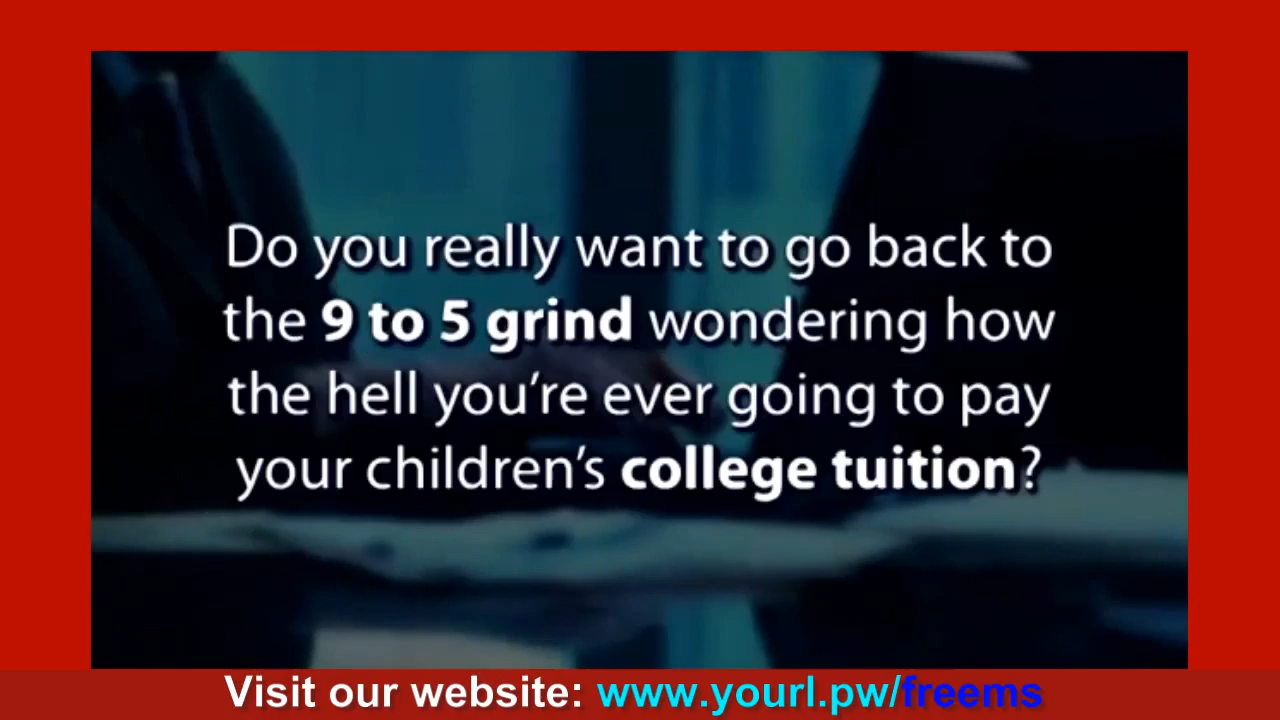 Do you really want to go back to
the 9 to 5 grind wondering how
the hell you’re ever going to pay
your children’s college tuition?
Visit our website: www.yourl.pw/freems